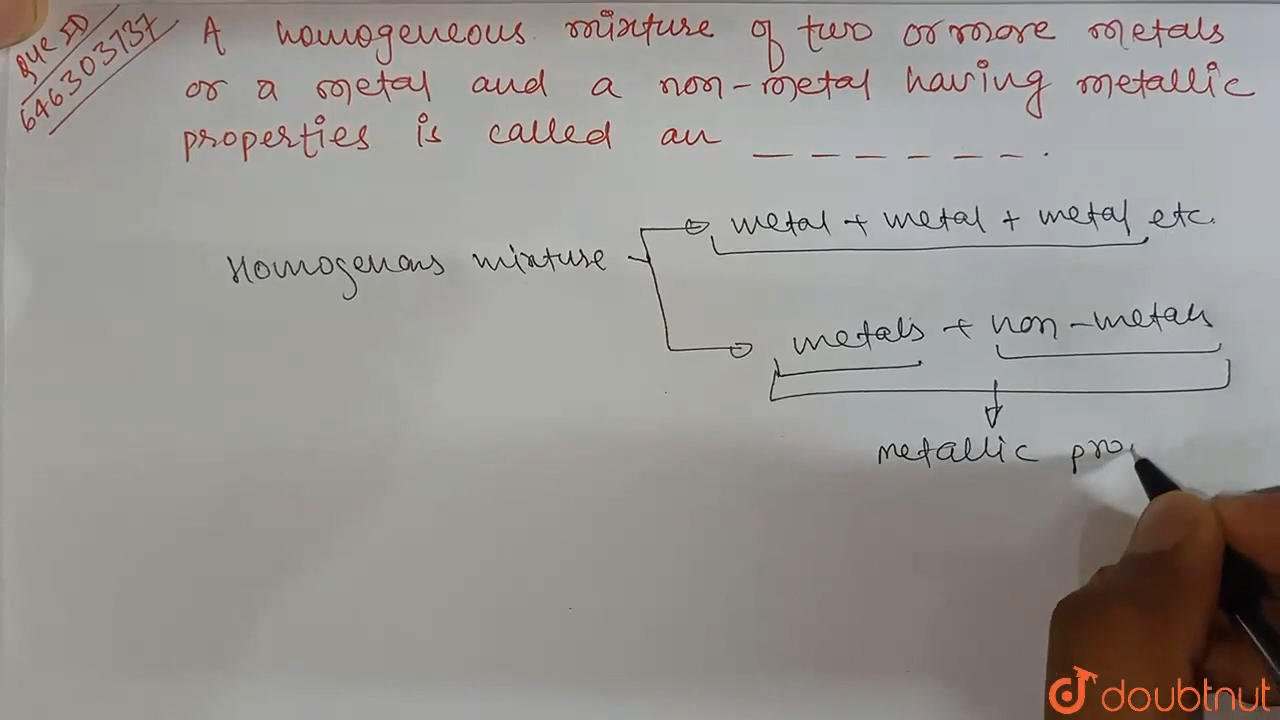 Que ID
646303737
A homogeneous mixture of two or more metals
or a metal and a non-metal having metallic
properties is called an _ _ _ _ _ _.
Homogenous mixture
metal + metal + metal etc.
metals + non-metals
metallic pro
doubtnut